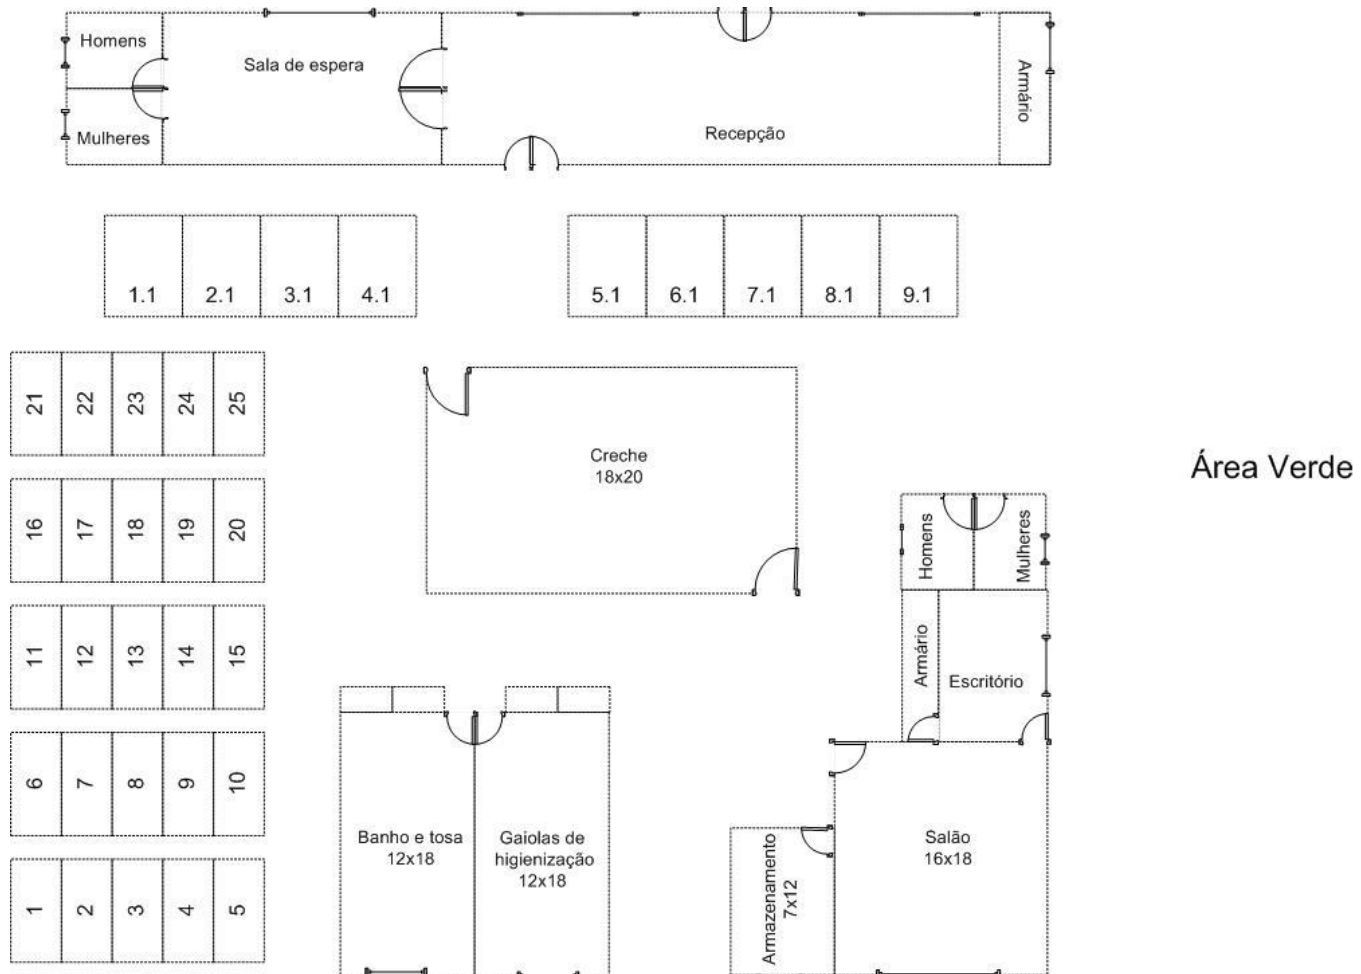 Homens
Sala de espera
Mulheres
Recepção
Armário
1.1 2.1 3.1 4.1
5.1 6.1 7.1 8.1 9.1
21 22 23 24 25
16 17 18 19 20
11 12 13 14 15
6 7 8 9 10
1 2 3 4 5
Creche
18x20
Área Verde
Homens
Mulheres
Armário
Escritório
Banho e tosa
12x18
Gaiolas de
higienização
12x18
Armazenamento
7x12
Salão
16x18